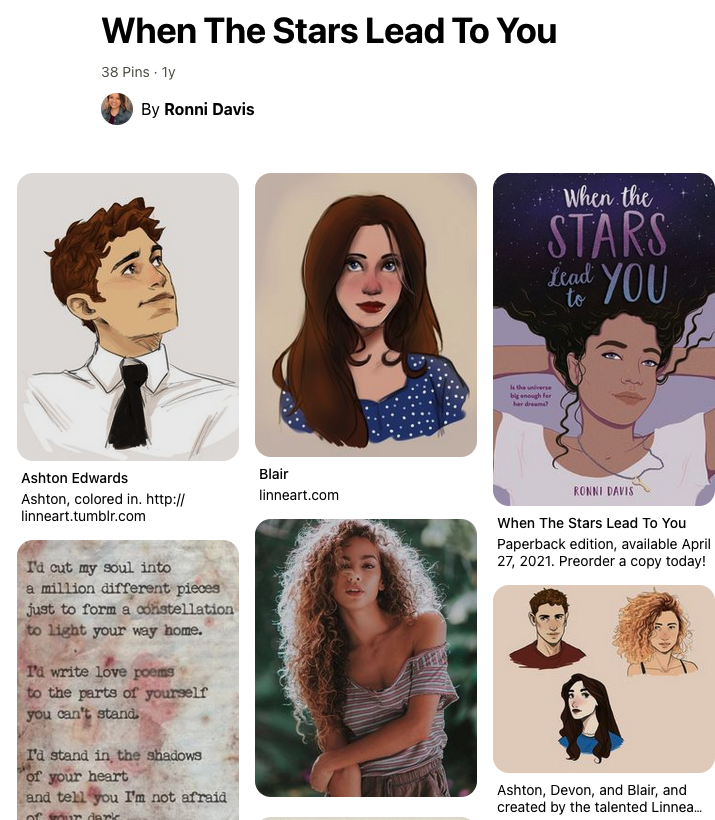 When The Stars Lead To You
38 Pins · 1y
By Ronni Davis
Ashton Edwards
Ashton, colored in. http://
linneart.tumblr.com
I'd cut my soul into
a million different pieces
just to form a constellation
to light your way home.
I'd write love poems
to the parts of yourself
you can't stand.
I'd stand in the shadows
of your heart
and tell you I'm not afraid
of your dark.
Blair
linneart.com
When the
STARS
Lead
to YOU
Is the universe
big enough for
her dreams?
RONNI DAVIS
When The Stars Lead To You
Paperback edition, available April
27, 2021. Preorder a copy today!
Ashton, Devon, and Blair, and
created by the talented Linnea...